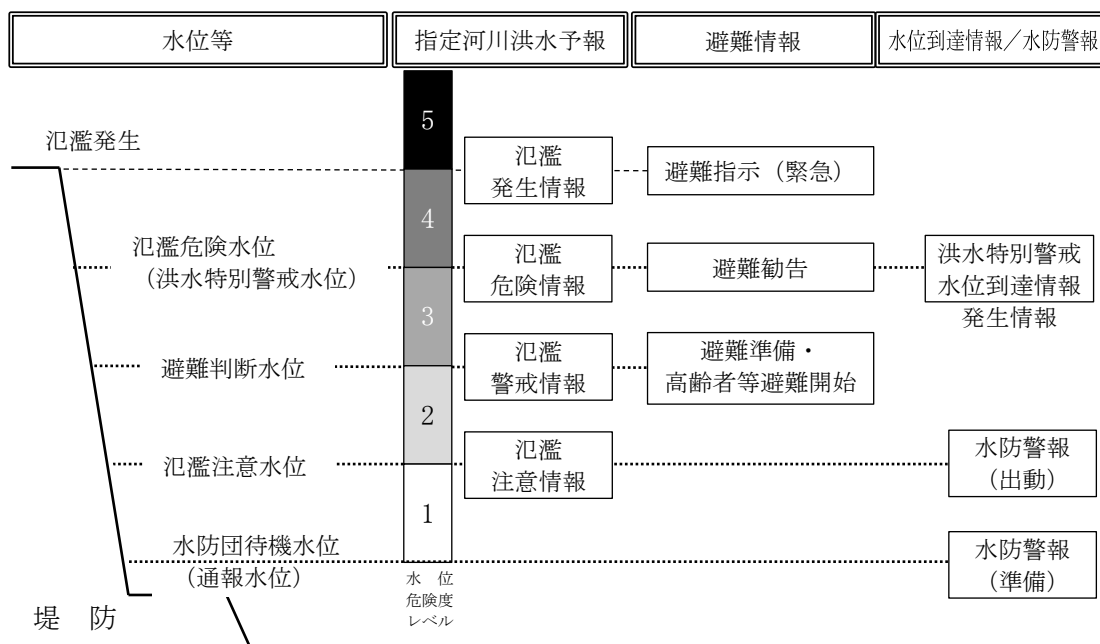 水位等
指定河川洪水予報
避難情報
水位到達情報／水防警報
5
氾濫発生
氾濫
発生情報
避難指示（緊急）
4
氾濫危険水位
（洪水特別警戒水位）
氾濫
危険情報
避難勧告
洪水特別警戒
水位到達情報
発生情報
3
避難判断水位
氾濫
警戒情報
避難準備・
高齢者等避難開始
2
氾濫注意水位
氾濫
注意情報
水防警報
（出動）
1
水防団待機水位
（通報水位）
水防警報
（準備）
水　位
危険度
レベル
堤　防